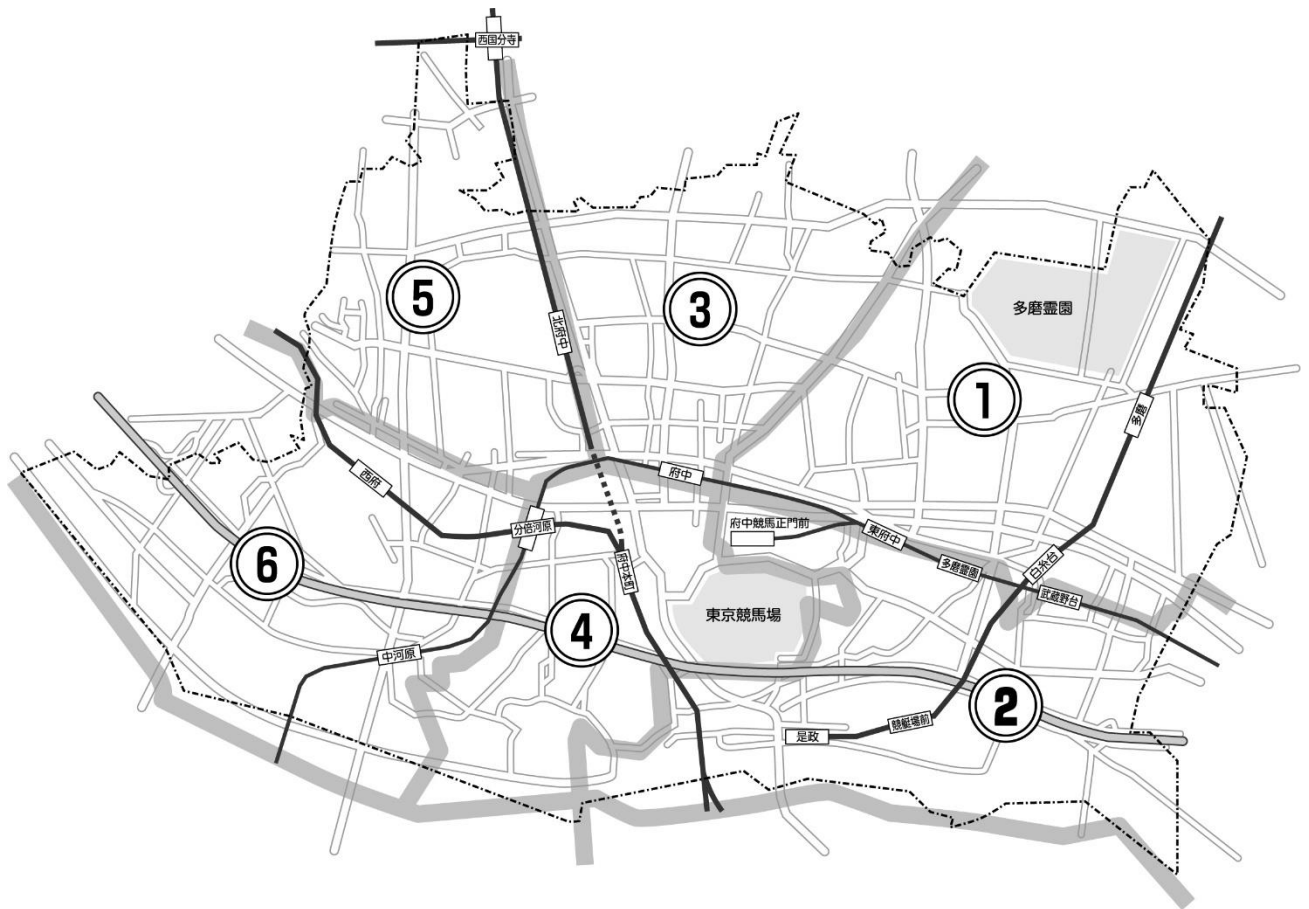 西国分寺
多磨霊園
5
3
1
北府中
多磨
府中
西府
府中競馬正門前
分倍河原
東府中
白糸台
多磨霊園
6
府中本町
武蔵野台
東京競馬場
4
中河原
2
競艇場前
是政